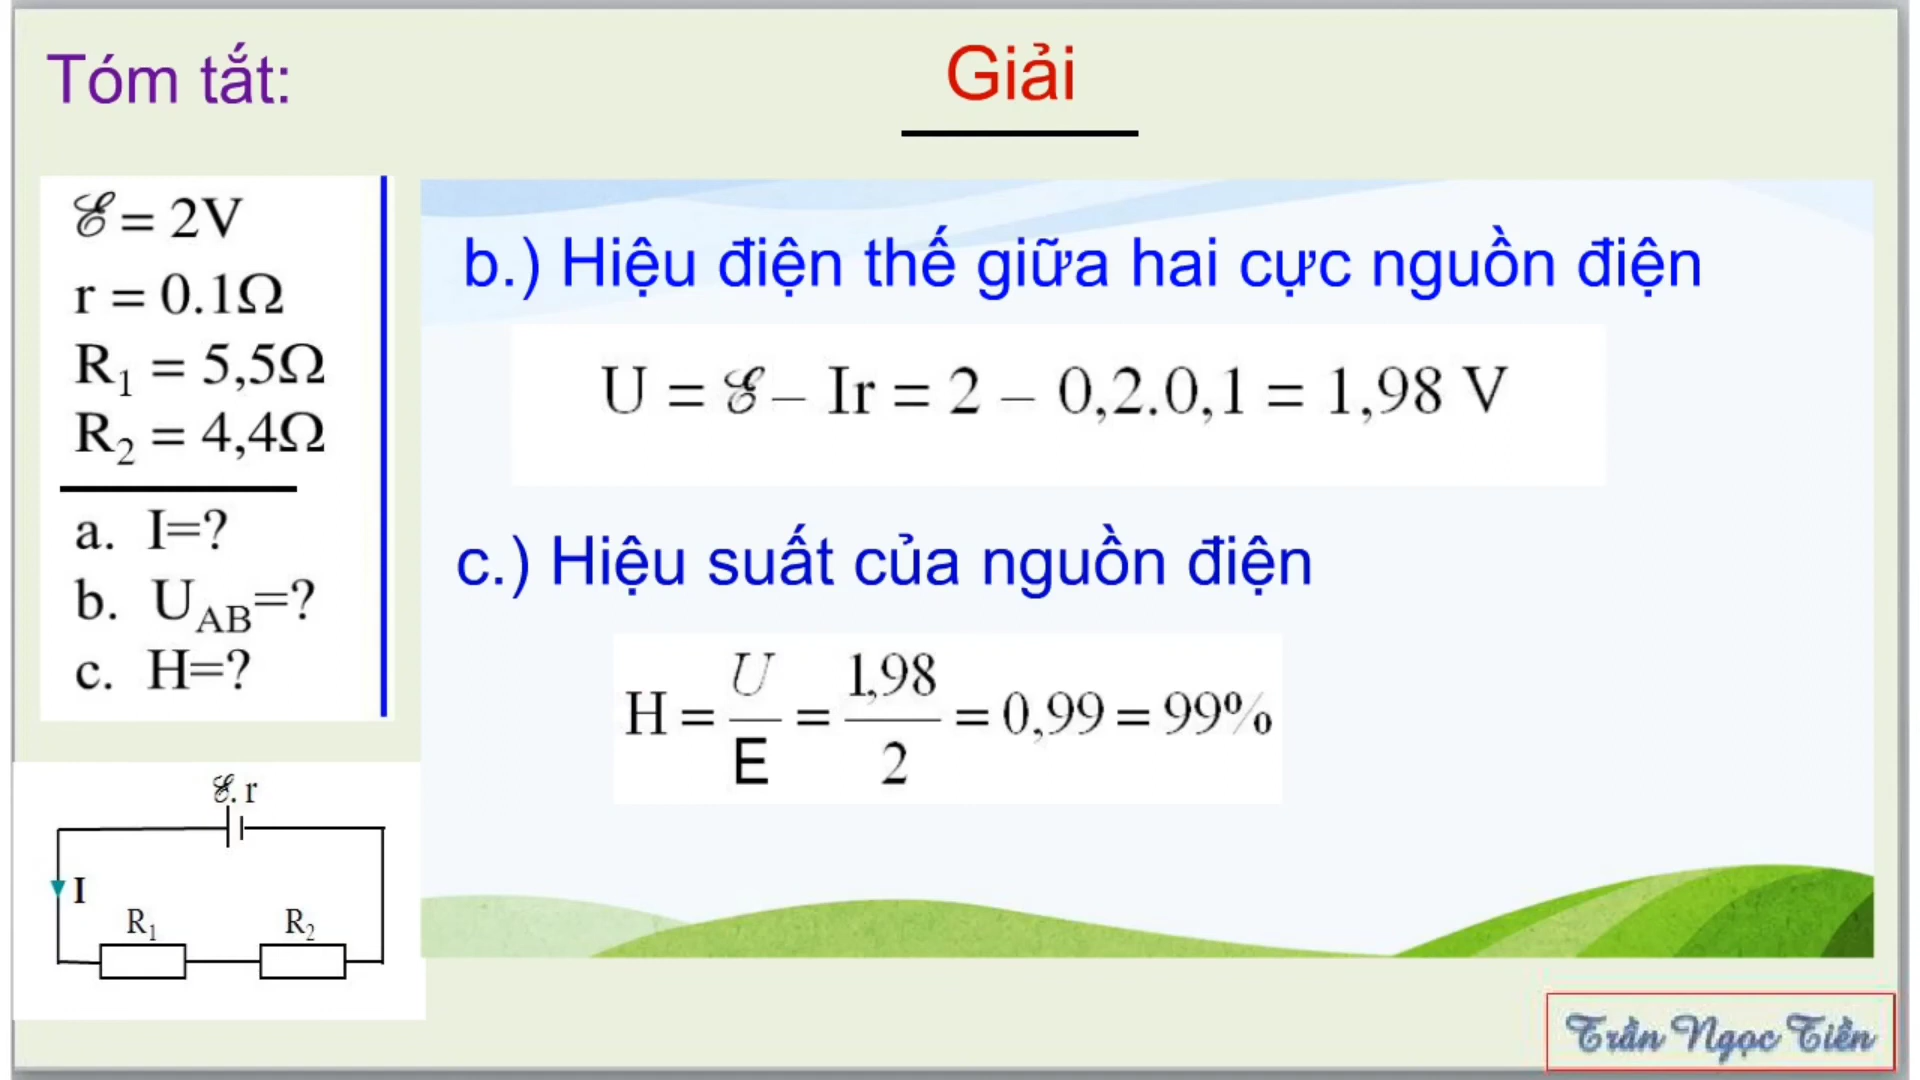 Tóm tắt:
Giải
ℰ = 2V
r = 0.1Ω
R₁ = 5,5Ω
R₂ = 4,4Ω
a. I=?
b. U_AB=?
c. H=?
ℰ. r
I
R₁
R₂
b.) Hiệu điện thế giữa hai cực nguồn điện
U = ℰ – Ir = 2 – 0,2.0,1 = 1,98 V
c.) Hiệu suất của nguồn điện
H = U/E = 1,98/2 = 0,99 = 99%
Trần Ngọc Tiền